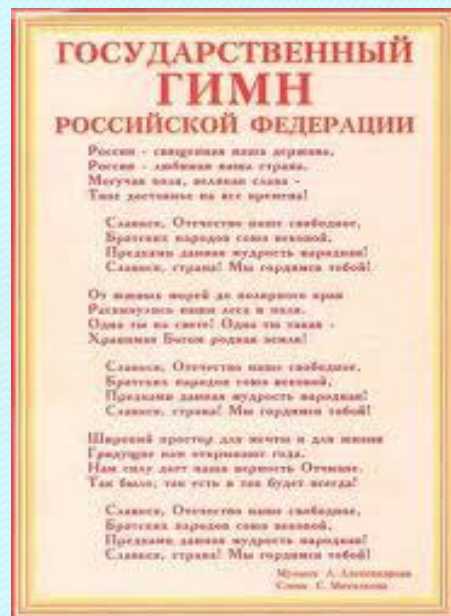 ГОСУДАРСТВЕННЫЙ
ГИМН
РОССИЙСКОЙ ФЕДЕРАЦИИ
Россия - священная наша держава,
Россия - любимая наша страна.
Могучая воля, великая слава -
Твое достоянье на все времена!
Славься, Отечество наше свободное,
Братских народов союз вековой,
Предками данная мудрость народная!
Славься, страна! Мы гордимся тобой!
От южных морей до полярного края
Раскинулись наши леса и поля.
Одна ты на свете! Одна ты такая -
Хранимая Богом родная земля!
Славься, Отечество наше свободное,
Братских народов союз вековой,
Предками данная мудрость народная!
Славься, страна! Мы гордимся тобой!
Широкий простор для мечты и для жизни
Грядущие нам открывают года.
Нам силу дает наша верность Отчизне.
Так было, так есть и так будет всегда!
Славься, Отечество наше свободное,
Братских народов союз вековой,
Предками данная мудрость народная!
Славься, страна! Мы гордимся тобой!
Музыка А. Александрова
Слова С. Михалкова